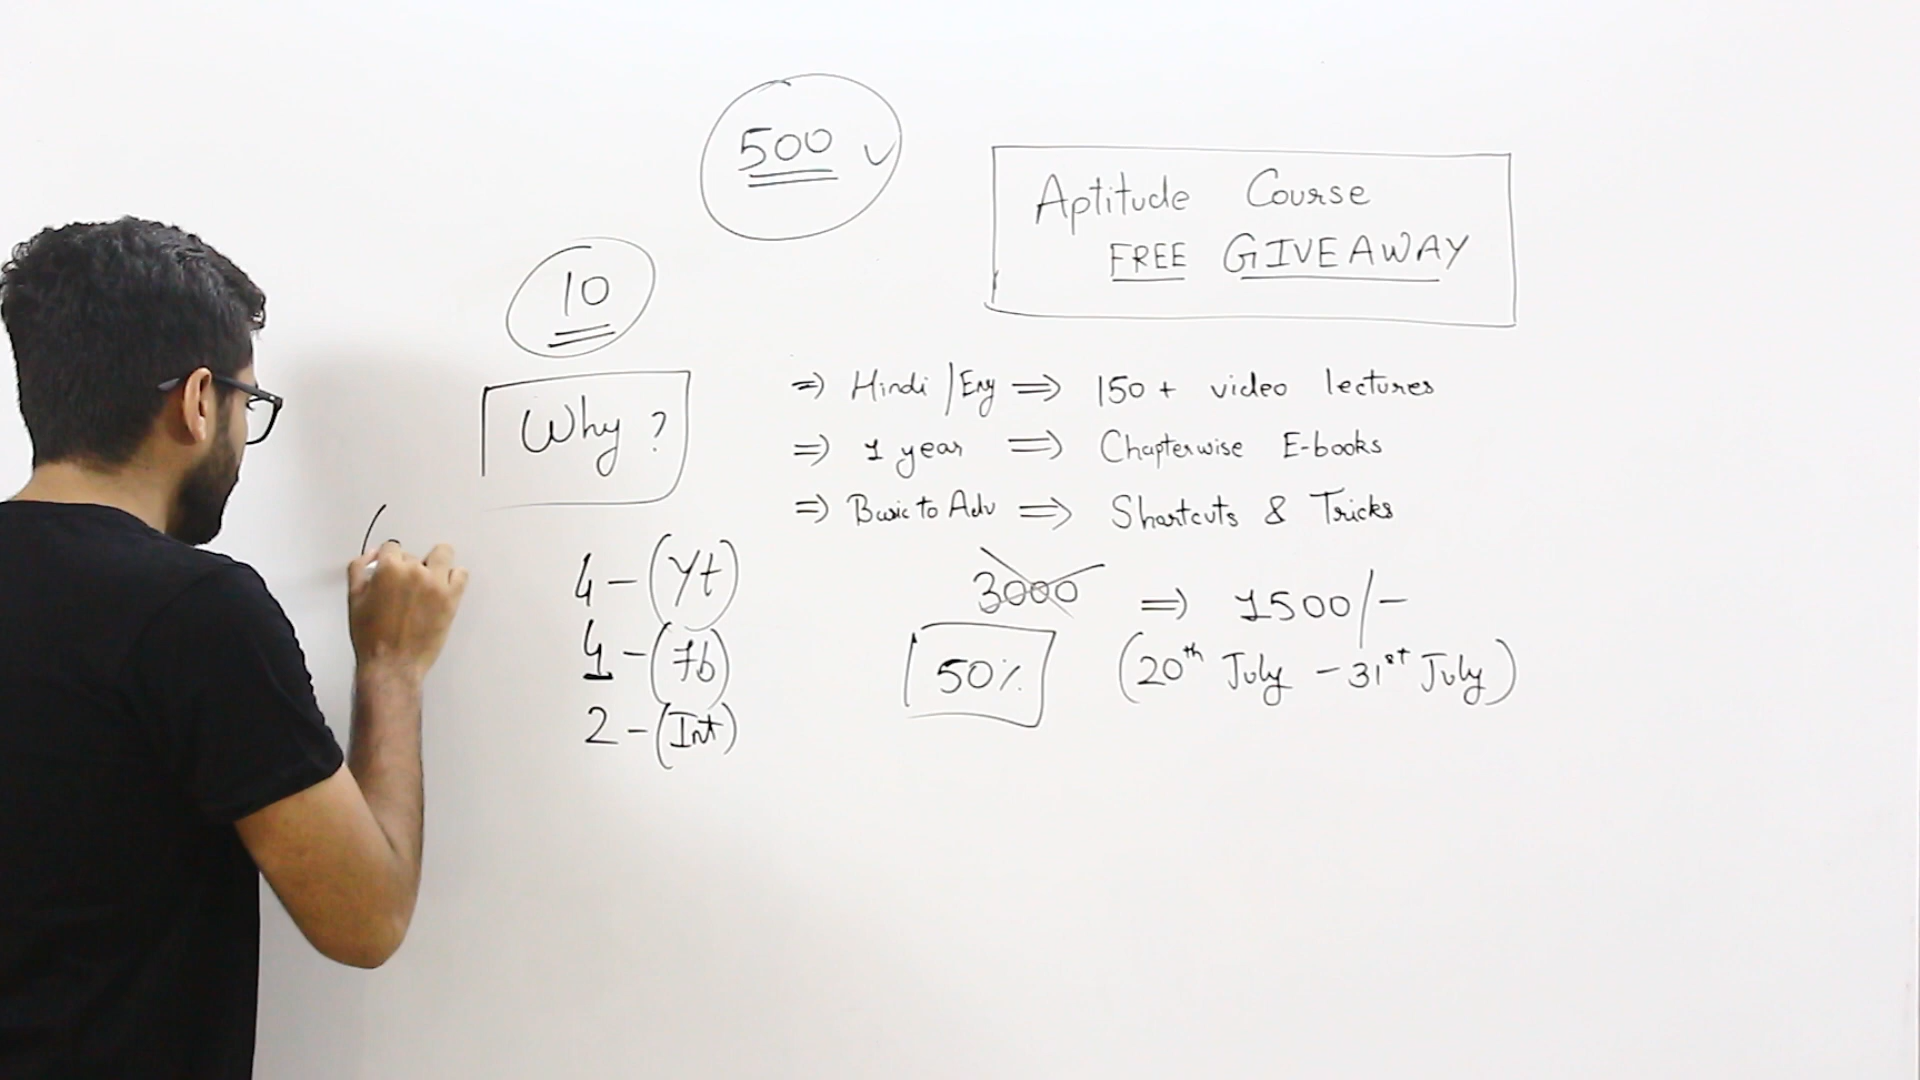 500
Aptitude Course
FREE GIVEAWAY
10
Why?
⇒ Hindi/Eng ⇒ 150+ video lectures
⇒ 1 year ⇒ Chapterwise E-books
⇒ Basic to Adv ⇒ Shortcuts & Tricks
4 - (Yt)
4 - (fb)
2 - (Int)
3000 ⇒ 1500/-
50%
(20th July - 31st July)